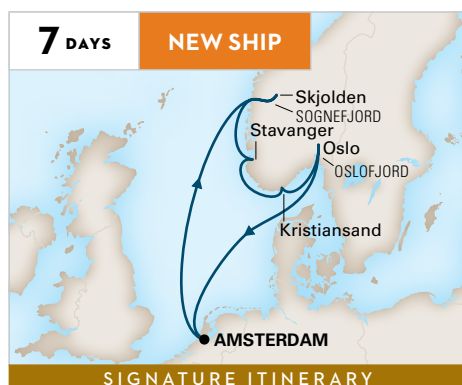 7 DAYS
NEW SHIP
Skjolden
SOGNEFJORD
Stavanger
Oslo
OSLOFJORD
Kristiansand
AMSTERDAM
SIGNATURE ITINERARY